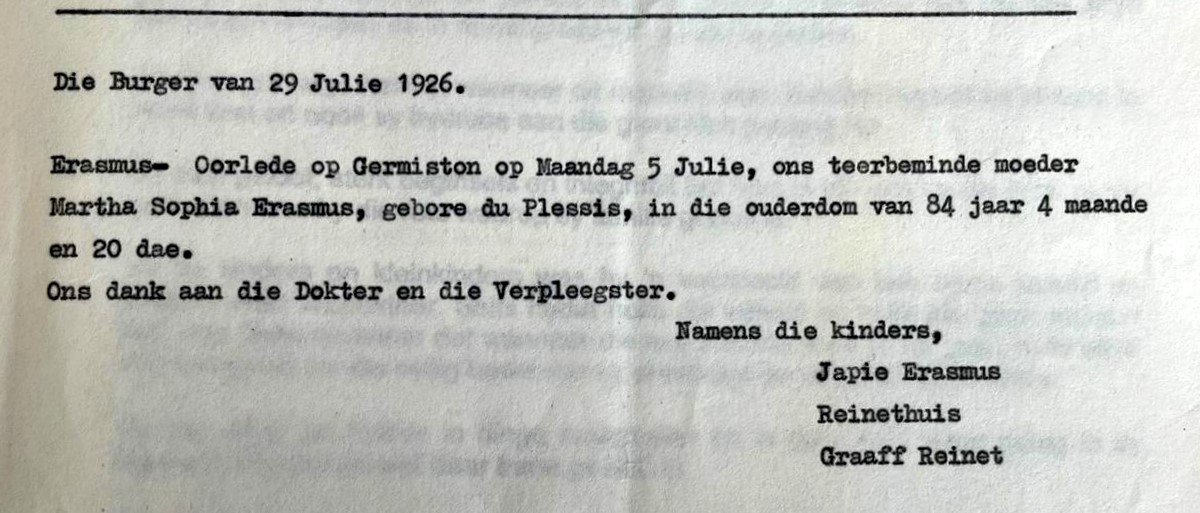 Die Burger van 29 Julie 1926.
Erasmus- Oorlede op Germiston op Maandag 5 Julie, ons teerbeminde moeder
Martha Sophia Erasmus, gebore du Plessis, in die ouderdom van 84 jaar 4 maande
en 20 dae.
Ons dank aan die Dokter en die Verpleegster.
Namens die kinders,
Japie Erasmus
Reinethuis
Graaff Reinet